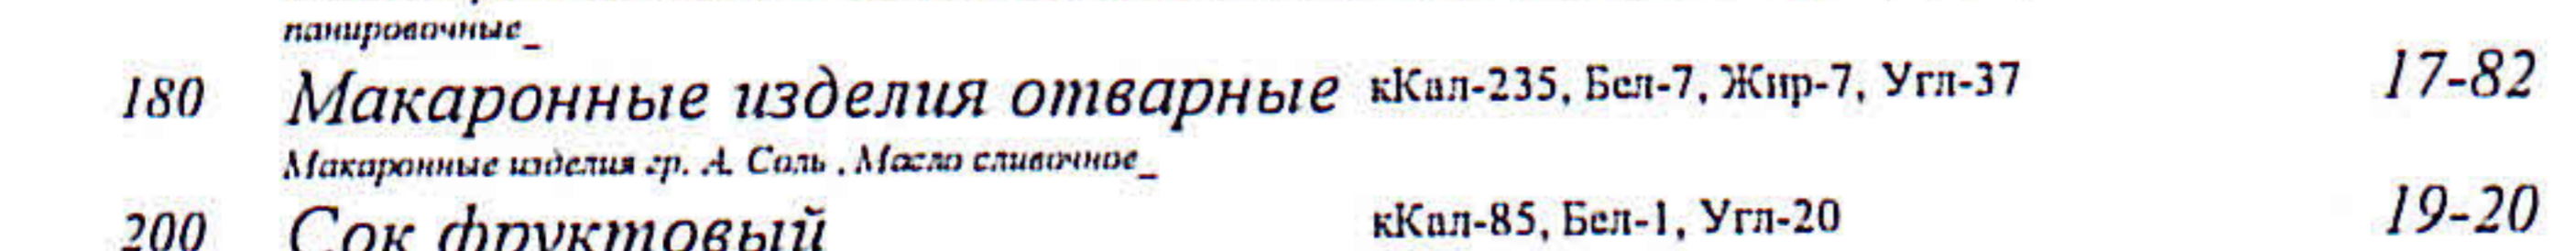 панировочные_
180 Макаронные изделия отварные кКал-235, Бел-7, Жир-7, Угл-37 17-82
Макаронные изделия гр. А, Соль , Масло сливочное_
200 Сок фруктовый кКал-85, Бел-1, Угл-20 19-20